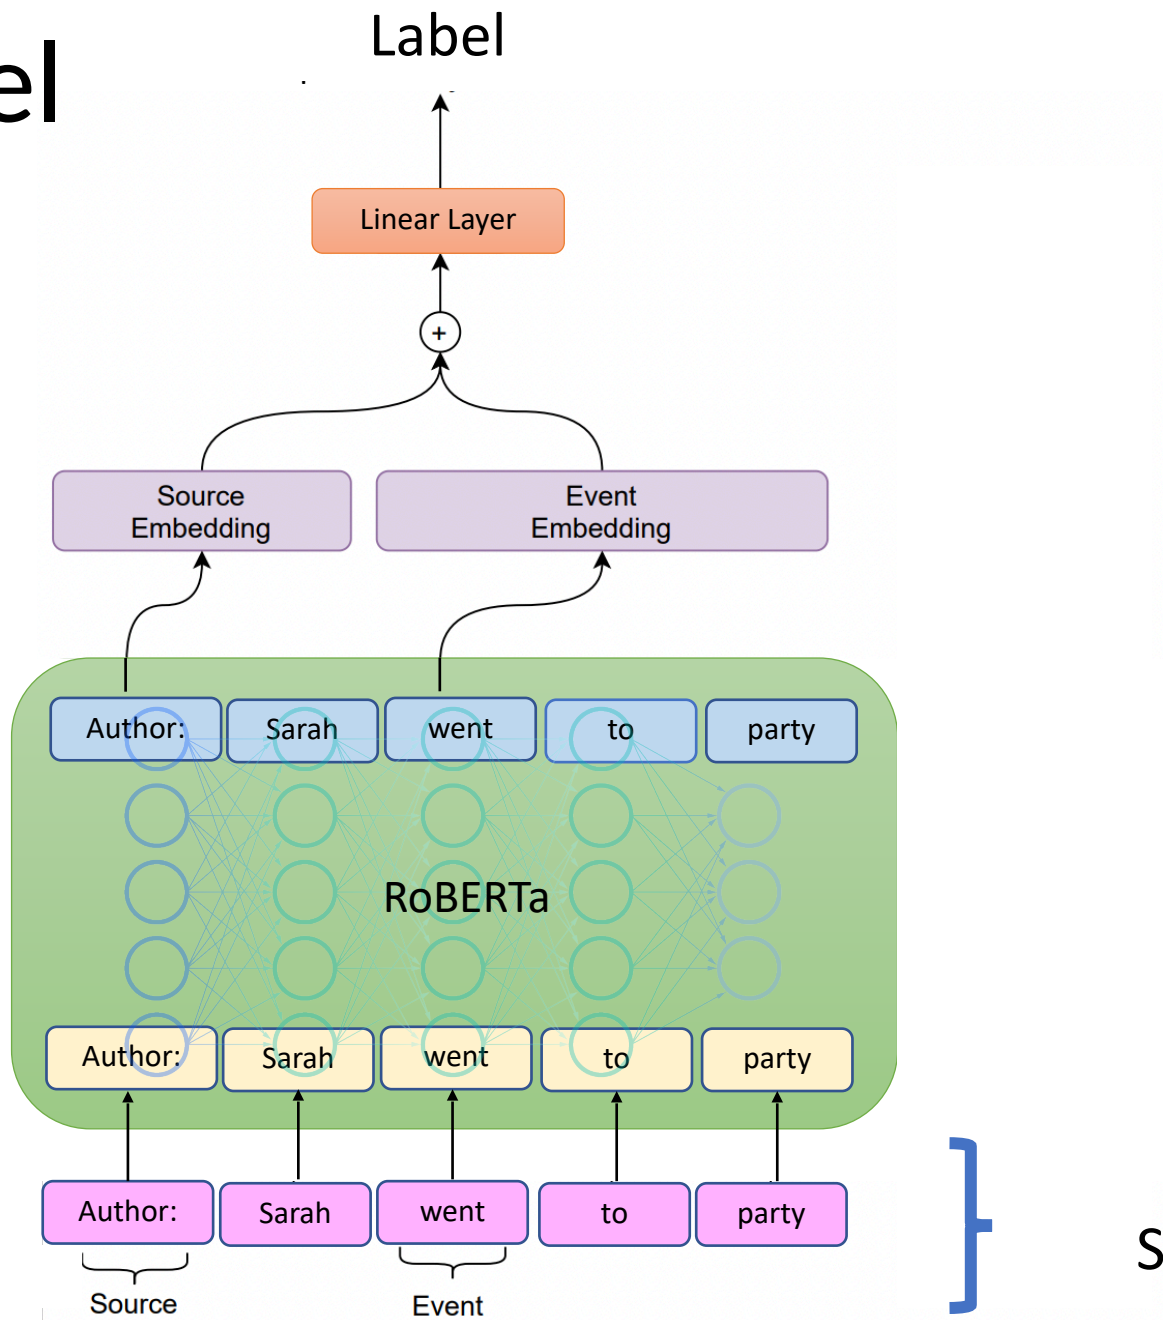 el
Label
Linear Layer
+
Source
Embedding
Event
Embedding
Author: Sarah went to party
RoBERTa
Author: Sarah went to party
Author: Sarah went to party
S
Source Event